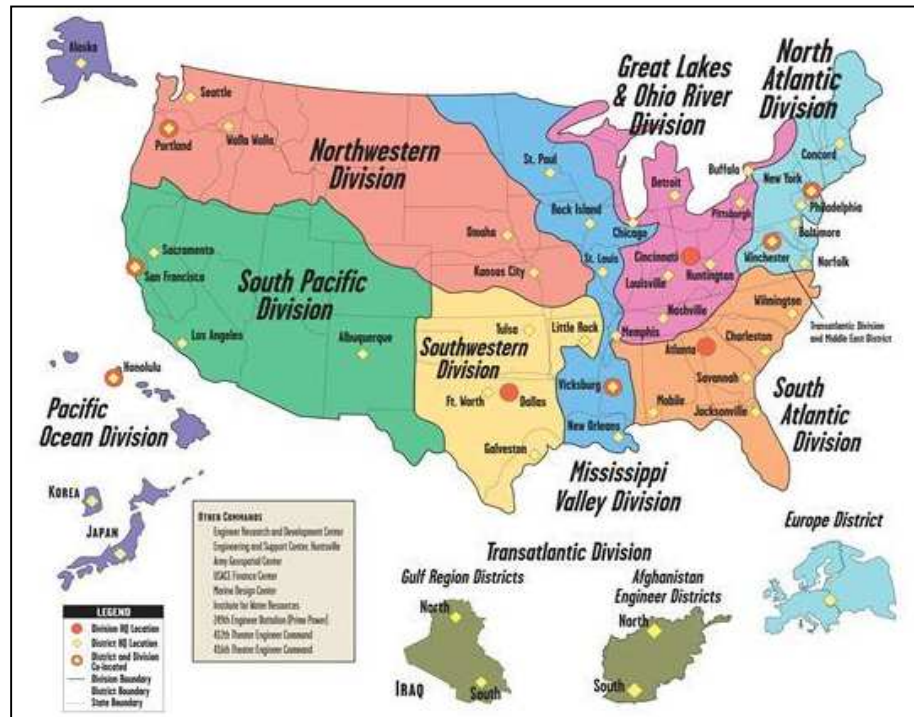 Alaska
Seattle
Portland
Walla Walla
Northwestern
Division
Omaha
Kansas City
St. Paul
Rock Island
St. Louis
Great Lakes
& Ohio River
Division
Chicago
Detroit
Buffalo
Pittsburgh
Cincinnati
Huntington
Louisville
Nashville
North
Atlantic
Division
Concord
New York
Philadelphia
Baltimore
Winchester
Norfolk
Transatlantic Division
and Middle East District
Sacramento
San Francisco
Los Angeles
South Pacific
Division
Albuquerque
Tulsa
Little Rock
Southwestern
Division
Ft. Worth
Dallas
Galveston
Memphis
Vicksburg
New Orleans
Mississippi
Valley Division
Wilmington
Charleston
Atlanta
Savannah
Mobile
Jacksonville
South
Atlantic
Division
Honolulu
Pacific
Ocean Division
Korea
Japan
LEGEND
Division HQ Location
District HQ Location
District and Division
Co-located
Division Boundary
District Boundary
State Boundary
Other Commands
Engineer Research and Development Center
Engineering and Support Center, Huntsville
Army Geospatial Center
USACE Finance Center
Marine Design Center
Institute for Water Resources
249th Engineer Battalion (Prime Power)
412th Theater Engineer Command
416th Theater Engineer Command
Transatlantic Division
Gulf Region Districts
North
South
Iraq
Afghanistan
Engineer Districts
North
South
Europe District